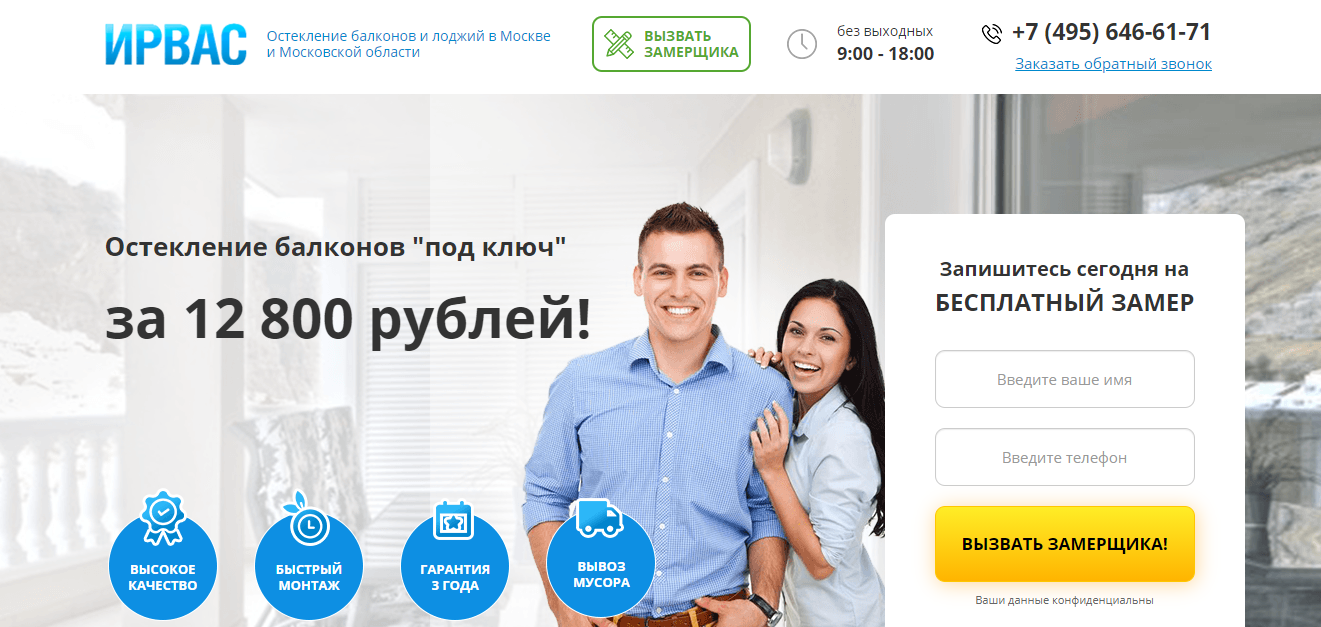 ИРВАС
Остекление балконов и лоджий в Москве
и Московской области
ВЫЗВАТЬ
ЗАМЕРЩИКА
без выходных
9:00 - 18:00
+7 (495) 646-61-71
Заказать обратный звонок
Остекление балконов "под ключ"
за 12 800 рублей!
ВЫСОКОЕ
КАЧЕСТВО
БЫСТРЫЙ
МОНТАЖ
ГАРАНТИЯ
3 ГОДА
ВЫВОЗ
МУСОРА
Запишитесь сегодня на
БЕСПЛАТНЫЙ ЗАМЕР
Введите ваше имя
Введите телефон
ВЫЗВАТЬ ЗАМЕРЩИКА!
Ваши данные конфиденциальны